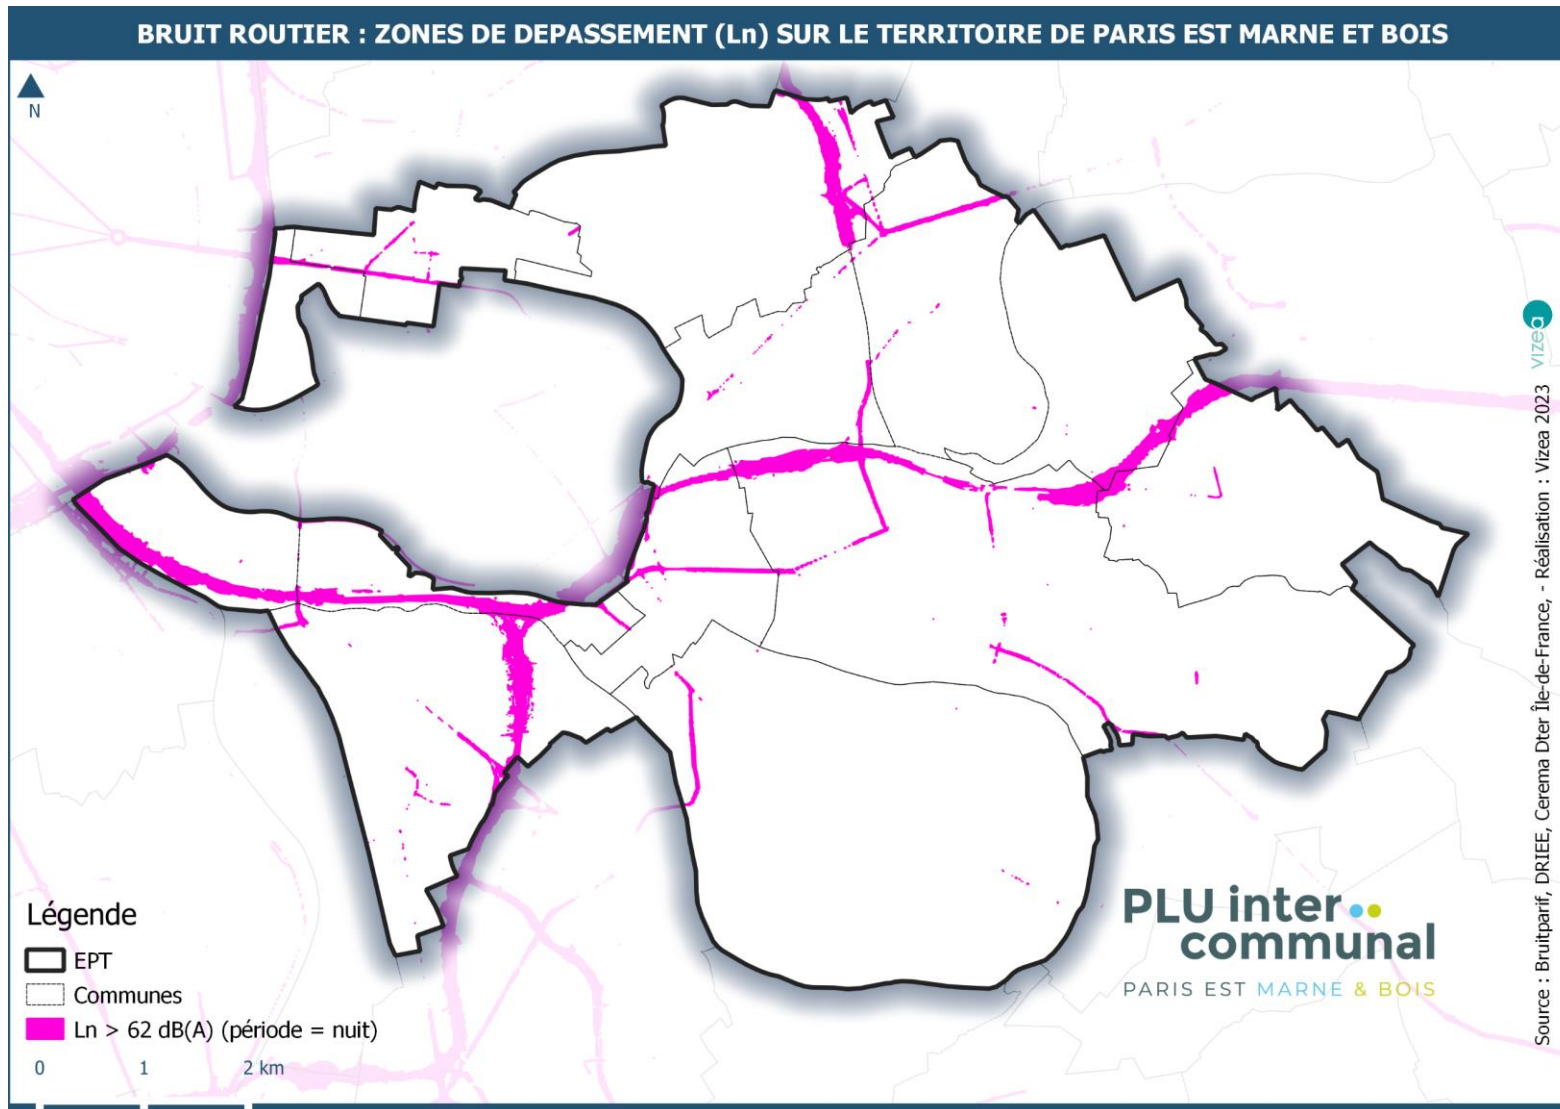 BRUIT ROUTIER : ZONES DE DEPASSEMENT (Ln) SUR LE TERRITOIRE DE PARIS EST MARNE ET BOIS
N
vizea
Source : Bruitparif, DRIEE, Cerema Dter Île-de-France, - Réalisation : Vizea 2023
Légende
EPT
Communes
Ln > 62 dB(A) (période = nuit)
0 1 2 km
PLU inter
communal
PARIS EST MARNE & BOIS